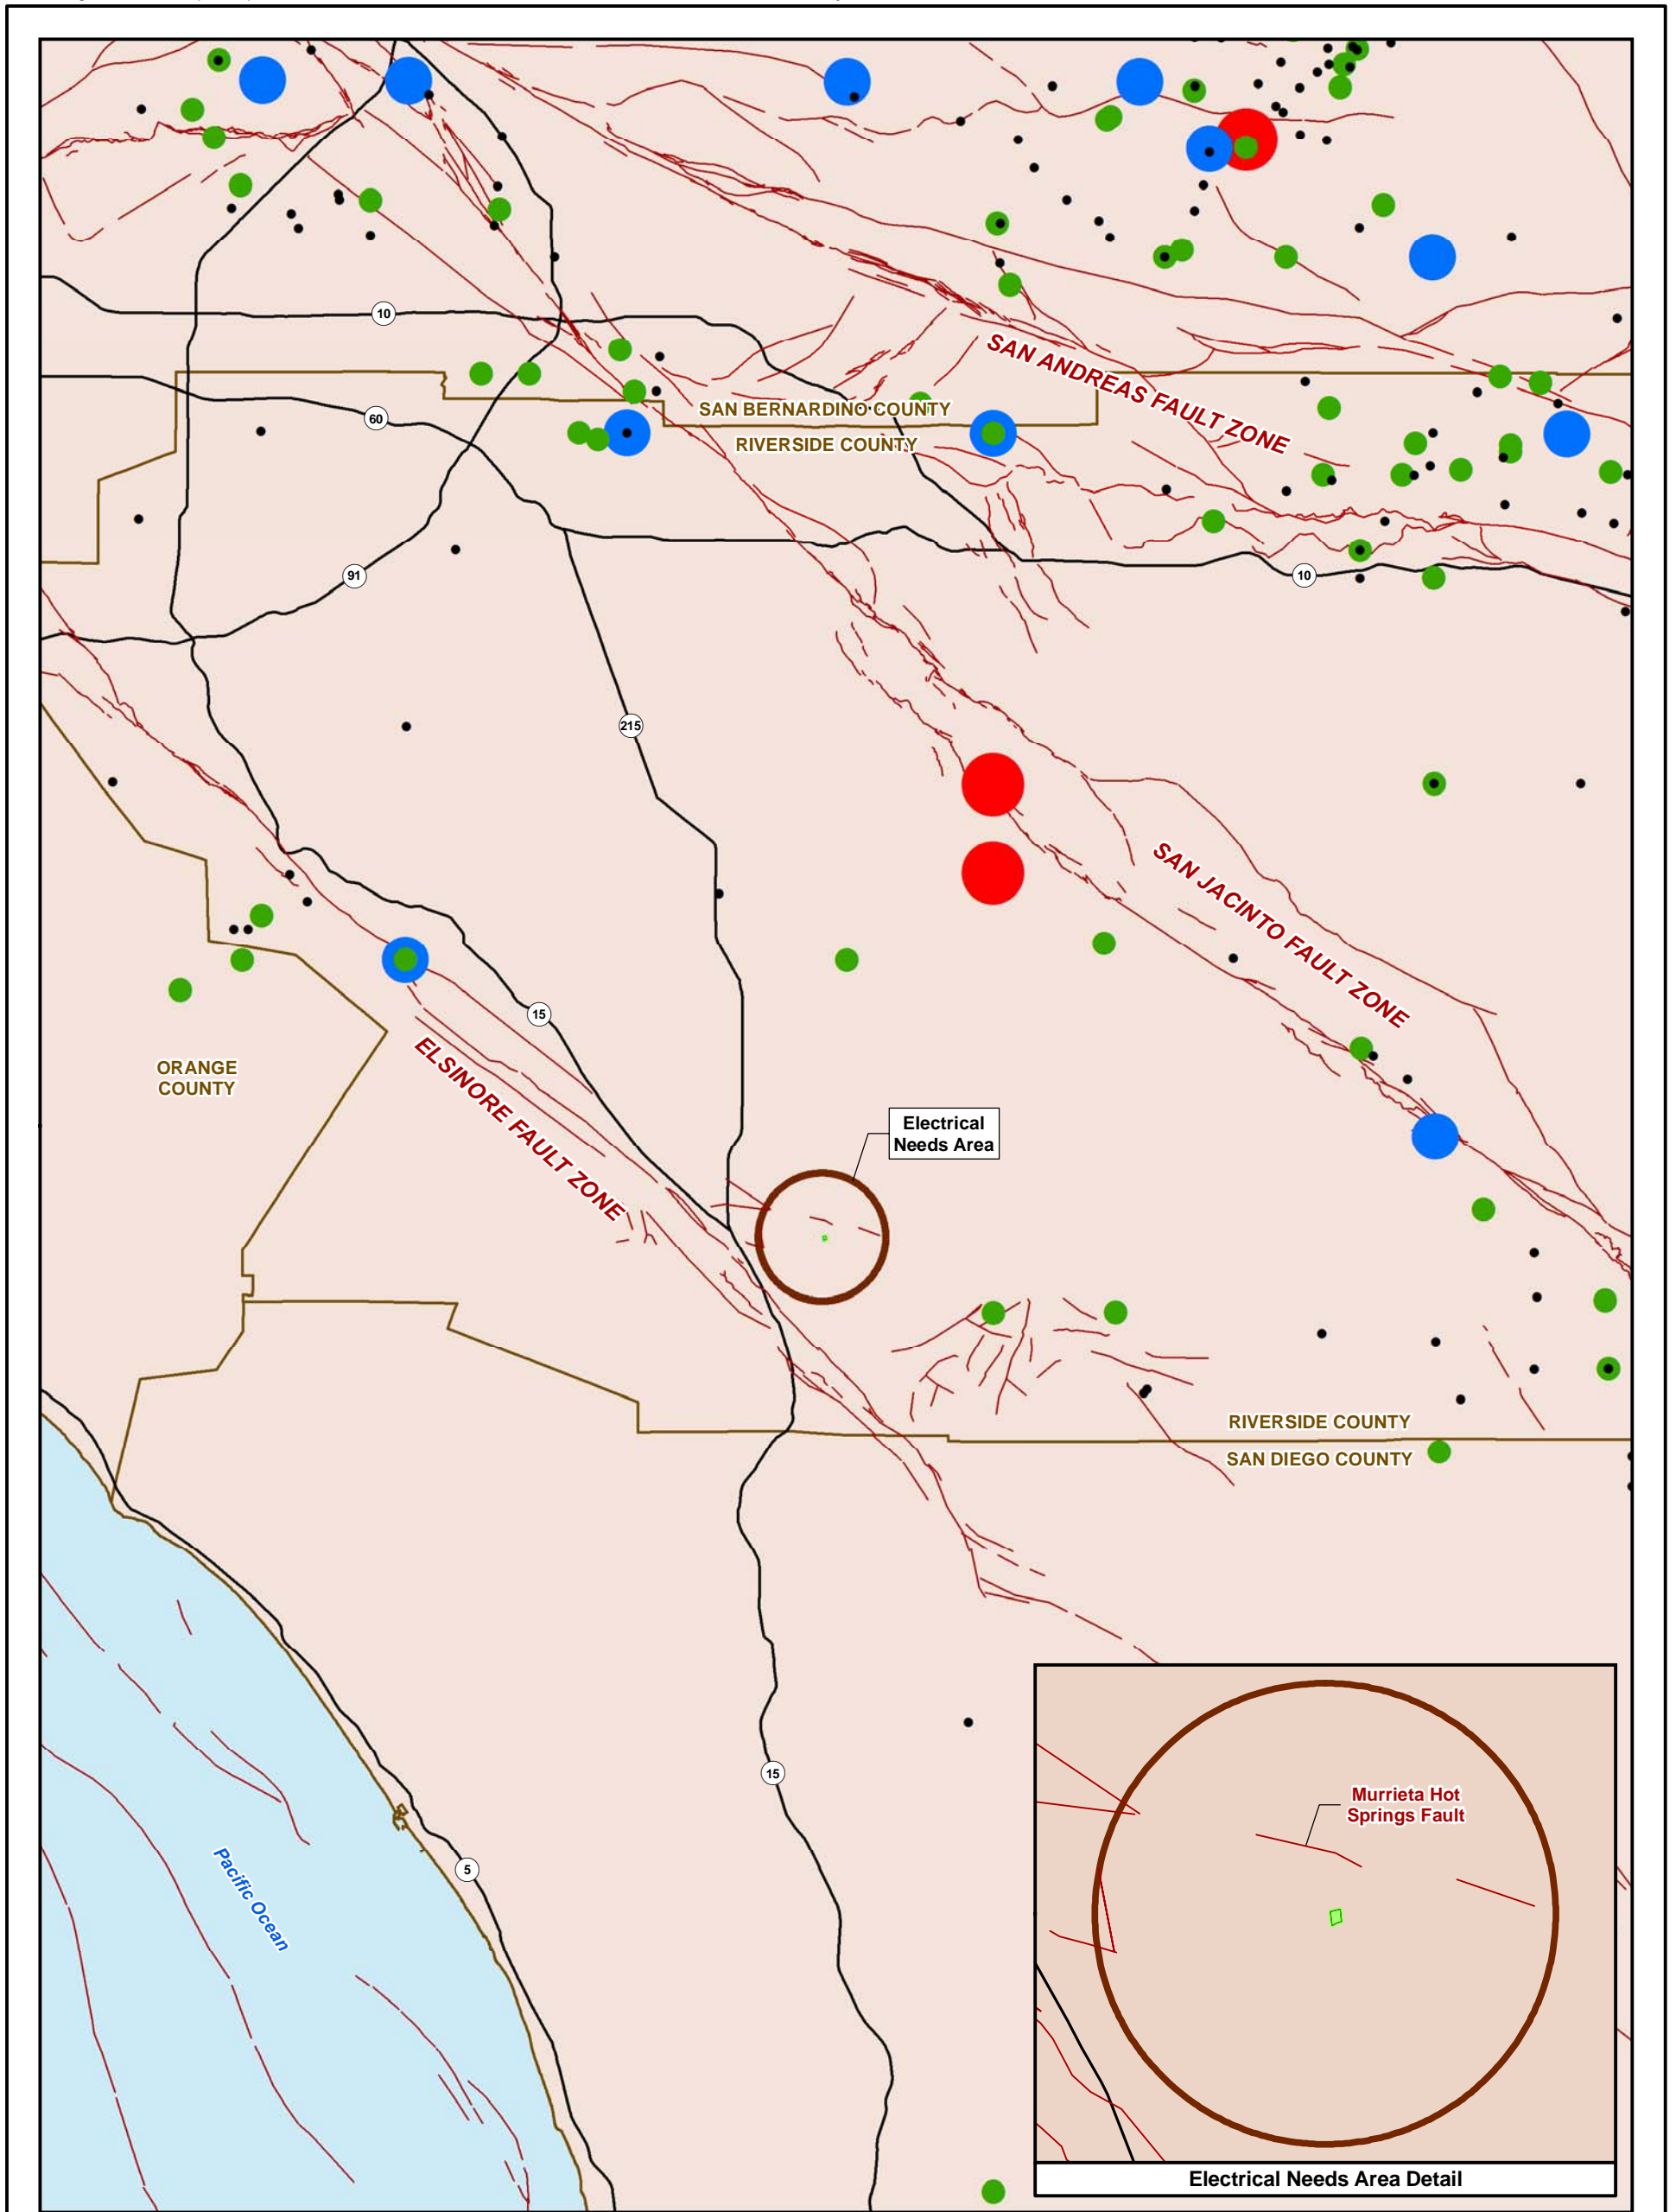 10
SAN ANDREAS FAULT ZONE
SAN BERNARDINO COUNTY
RIVERSIDE COUNTY
60
91
10
215
SAN JACINTO FAULT ZONE
15
ORANGE
COUNTY
ELSINORE FAULT ZONE
Electrical
Needs Area
RIVERSIDE COUNTY
SAN DIEGO COUNTY
15
Murrieta Hot
Springs Fault
5
Pacific Ocean
Electrical Needs Area Detail